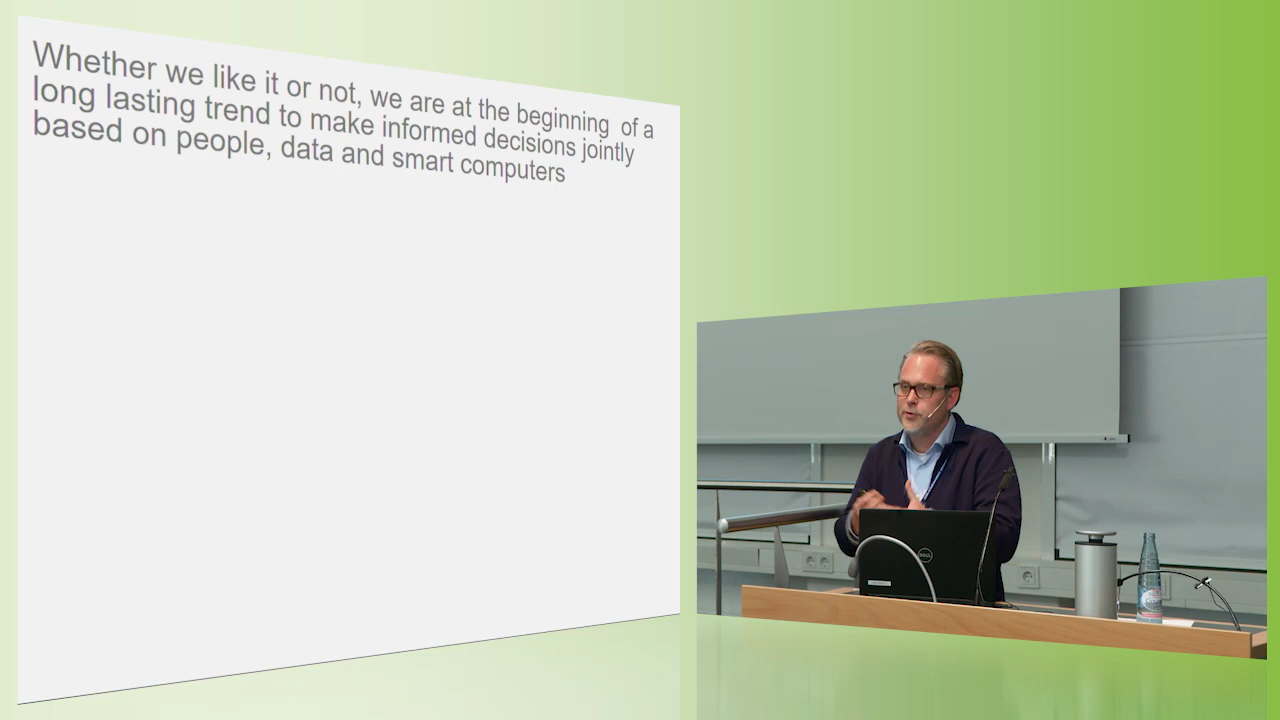 Whether we like it or not, we are at the beginning of a
long lasting trend to make informed decisions jointly
based on people, data and smart computers
DELL